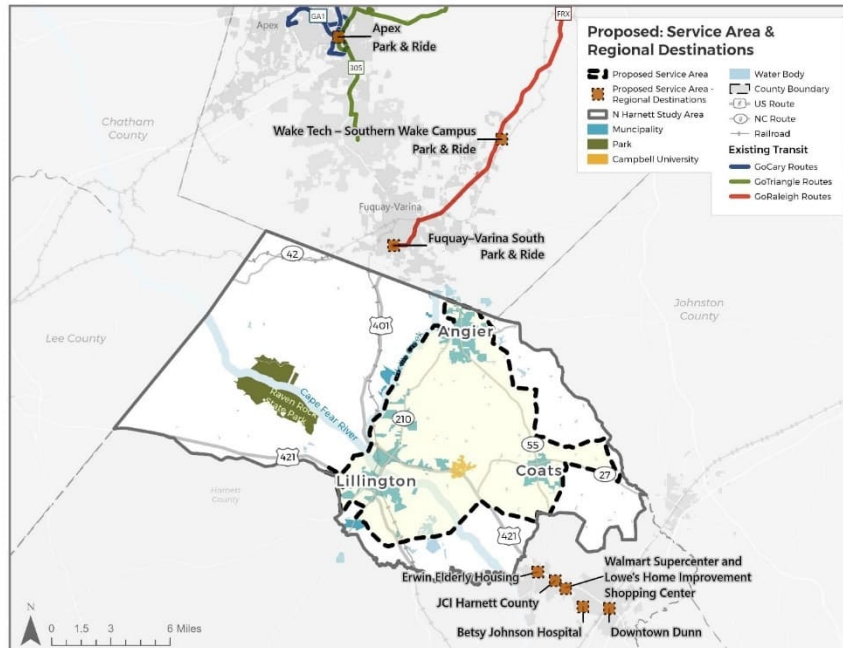 GA1
Apex
Apex
Park & Ride
305
FRX
Proposed: Service Area &
Regional Destinations
Proposed Service Area
Proposed Service Area -
Regional Destinations
N Harnett Study Area
Muncipality
Park
Campbell University
Water Body
County Boundary
US Route
NC Route
Railroad
Existing Transit
GoCary Routes
GoTriangle Routes
GoRaleigh Routes
Chatham
County
Wake Tech – Southern Wake Campus
Park & Ride
Fuquay-Varina
Fuquay–Varina South
Park & Ride
42
401
Johnston
County
Lee County
Angier
Raven Rock
State Park
Cape Fear River
210
55
421
Harnett
County
Lillington
Coats
27
421
Erwin Elderly Housing
JCI Harnett County
Walmart Supercenter and
Lowe's Home Improvement
Shopping Center
Betsy Johnson Hospital
Downtown Dunn
N
0 1.5 3 6 Miles